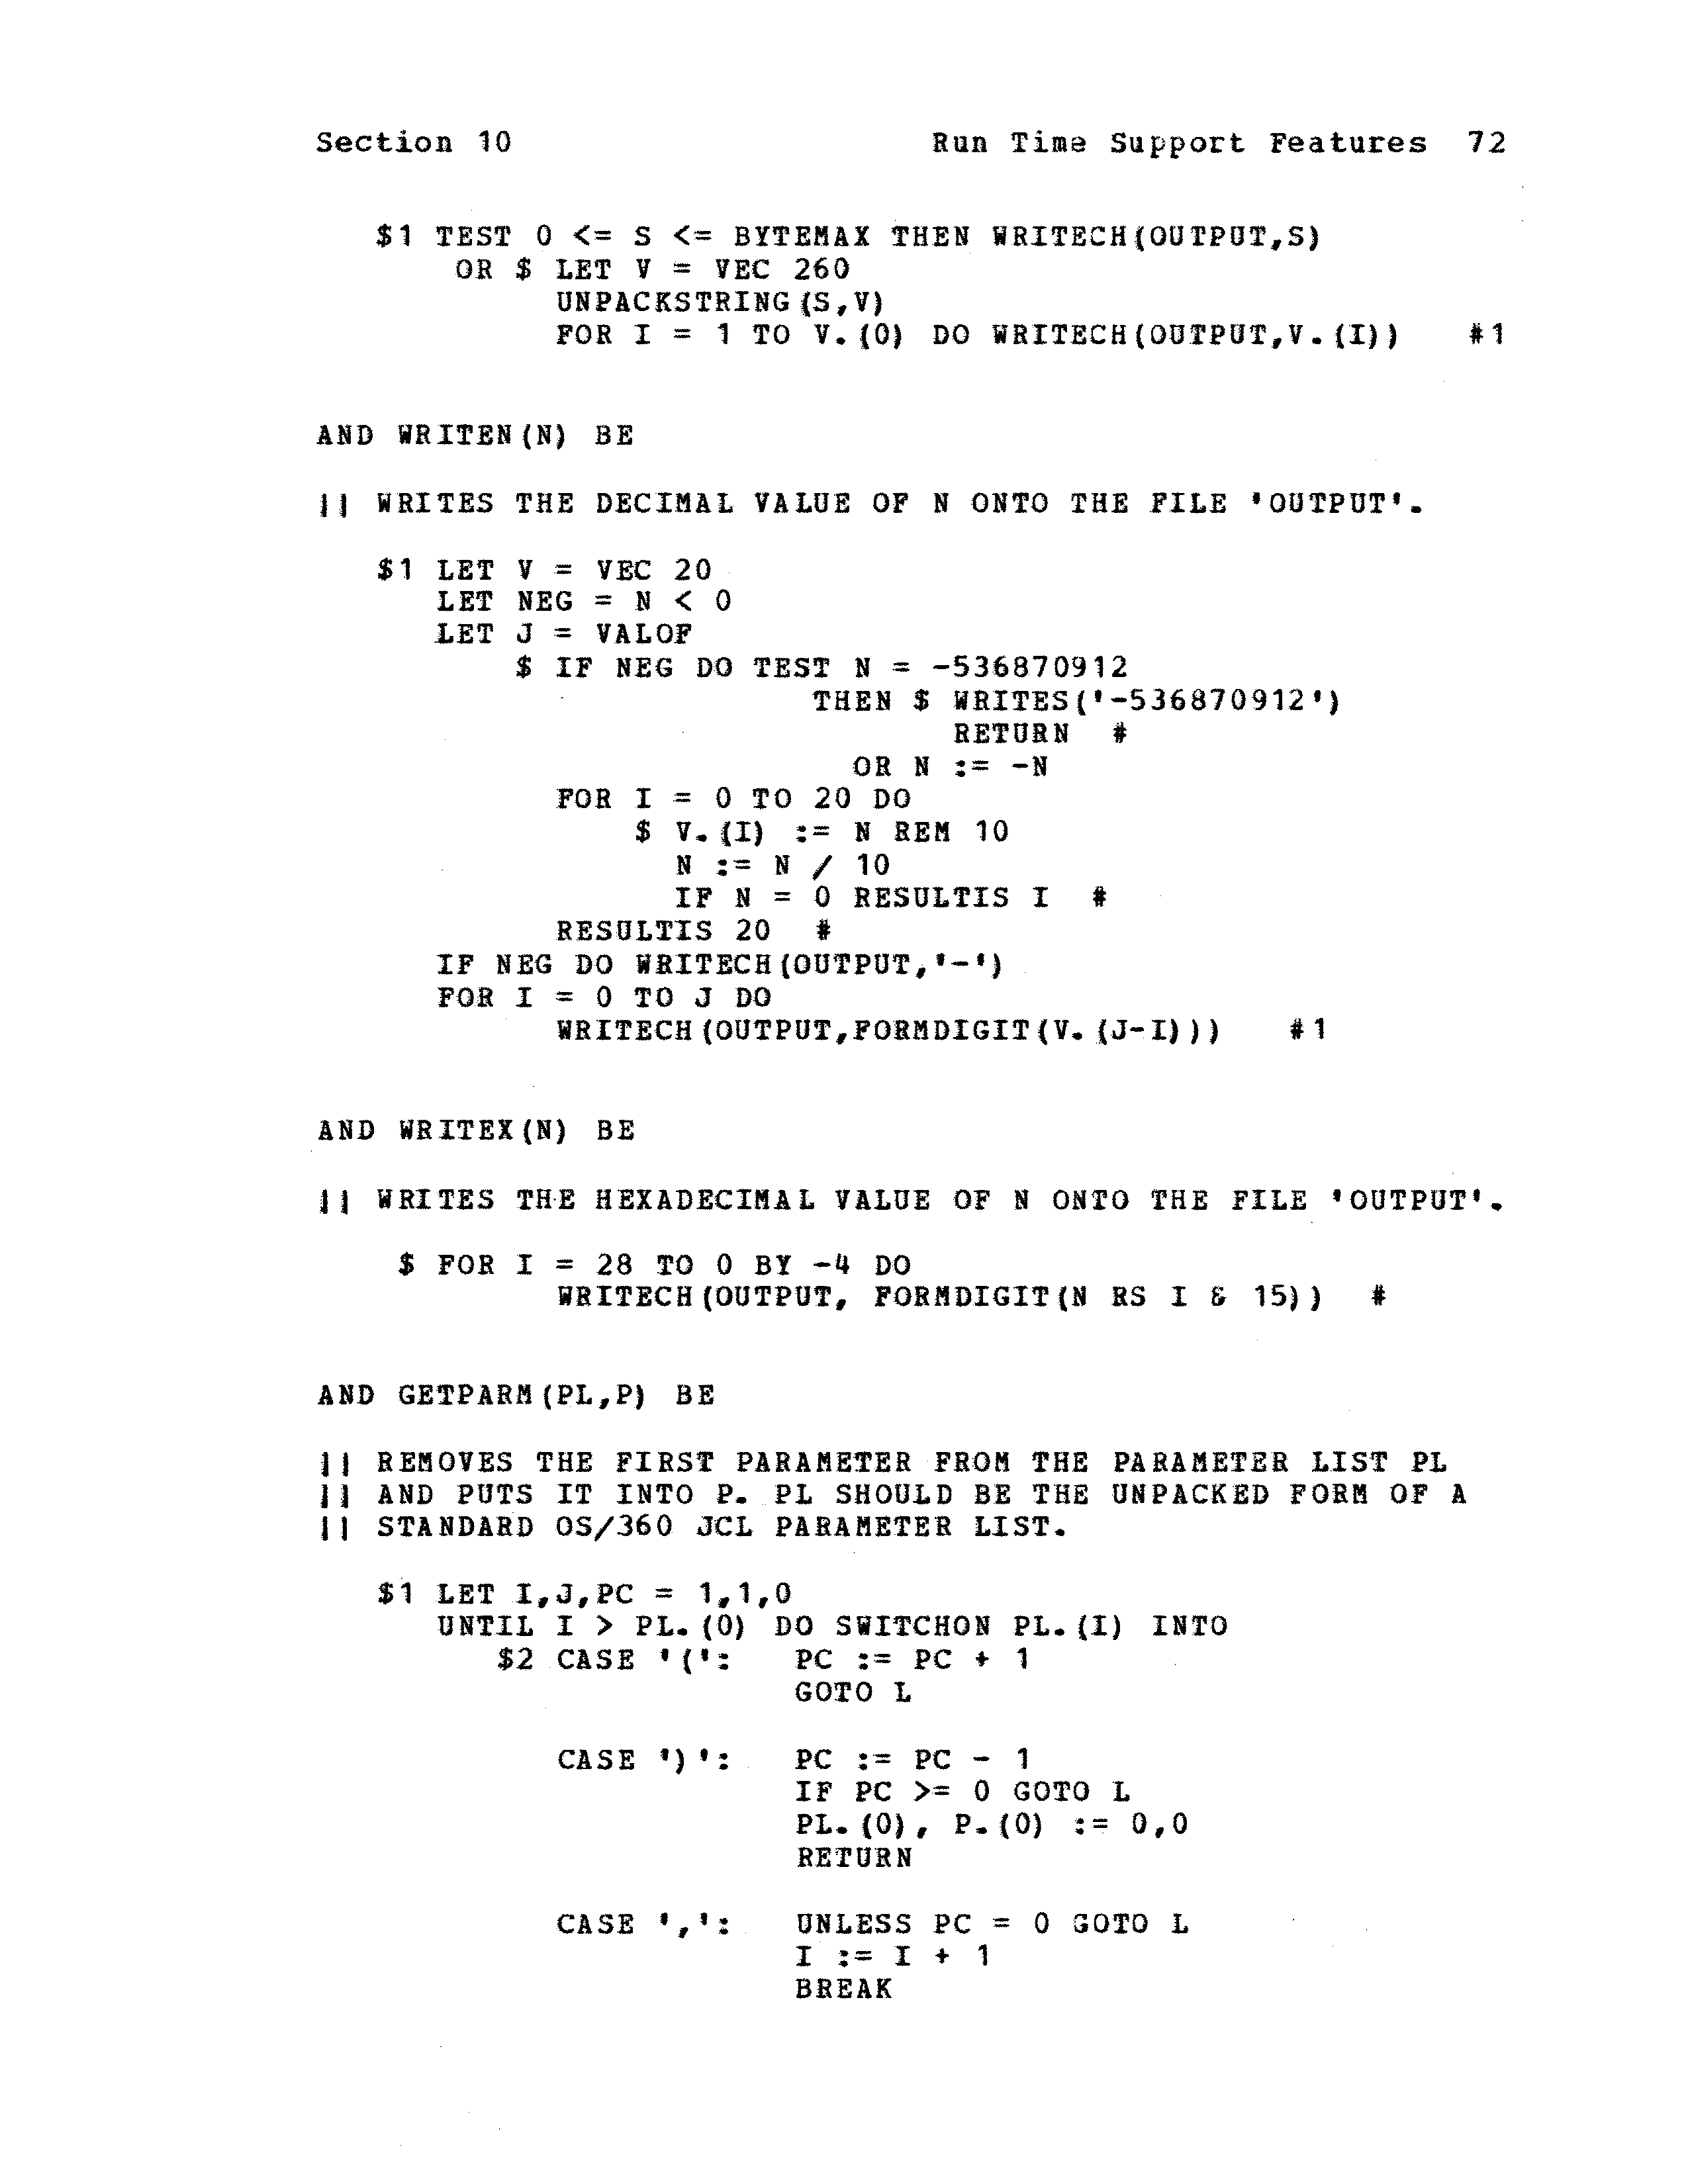 Section 10                     Run Time Support Features  72

   $1 TEST 0 <= S <= BYTEMAX THEN WRITECH(OUTPUT,S)
       OR $ LET V = VEC 260
            UNPACKSTRING(S,V)
            FOR I = 1 TO V.(0) DO WRITECH(OUTPUT,V.(I))    #1

AND WRITEN(N) BE

|| WRITES THE DECIMAL VALUE OF N ONTO THE FILE 'OUTPUT'.

   $1 LET V = VEC 20
      LET NEG = N < 0
      LET J = VALOF
          $ IF NEG DO TEST N = -536870912
                         THEN $ WRITES('-536870912')
                                RETURN  #
                           OR N := -N
            FOR I = 0 TO 20 DO
                $ V.(I) := N REM 10
                  N := N / 10
                  IF N = 0 RESULTIS I  #
            RESULTIS 20  #
      IF NEG DO WRITECH(OUTPUT,'-')
      FOR I = 0 TO J DO
            WRITECH(OUTPUT,FORMDIGIT(V.(J-I)))    #1

AND WRITEX(N) BE

|| WRITES THE HEXADECIMAL VALUE OF N ONTO THE FILE 'OUTPUT'.

    $ FOR I = 28 TO 0 BY -4 DO
            WRITECH(OUTPUT, FORMDIGIT(N RS I & 15))  #

AND GETPARM(PL,P) BE

|| REMOVES THE FIRST PARAMETER FROM THE PARAMETER LIST PL
|| AND PUTS IT INTO P. PL SHOULD BE THE UNPACKED FORM OF A
|| STANDARD OS/360 JCL PARAMETER LIST.

   $1 LET I,J,PC = 1,1,0
      UNTIL I > PL.(0) DO SWITCHON PL.(I) INTO
         $2 CASE '(':   PC := PC + 1
                        GOTO L

            CASE ')':   PC := PC - 1
                        IF PC >= 0 GOTO L
                        PL.(0), P.(0) := 0,0
                        RETURN

            CASE ',':   UNLESS PC = 0 GOTO L
                        I := I + 1
                        BREAK